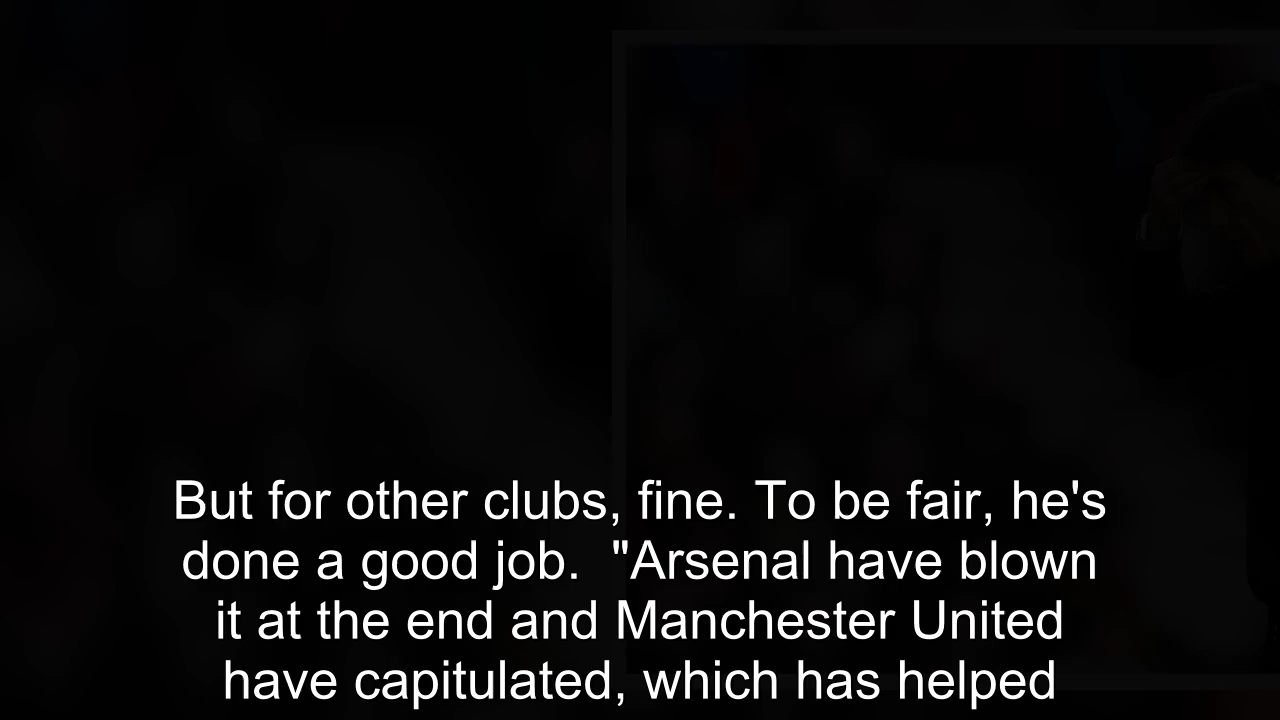 But for other clubs, fine. To be fair, he's
done a good job.  "Arsenal have blown
it at the end and Manchester United
have capitulated, which has helped